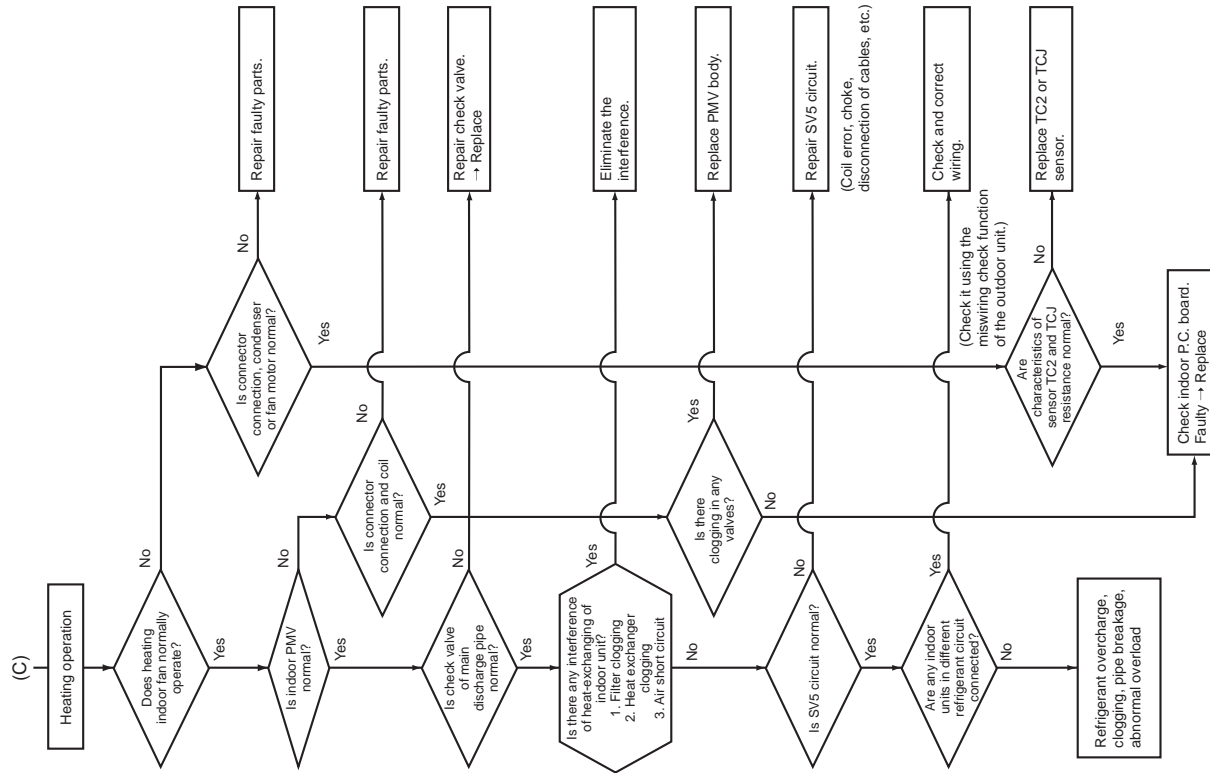 (C)
Heating operation
Does heating
indoor fan normally
operate?
No
Yes
Is connector
connection, condenser
or fan motor normal?
No
Repair faulty parts.
Yes
Is indoor PMV
normal?
No
Yes
Is connector
connection and coil
normal?
No
Repair faulty parts.
Yes
Is check valve
of main
discharge pipe
normal?
No
Repair check valve.
→ Replace
Yes
Is there any interference
of heat-exchanging of
indoor unit?
1. Filter clogging
2. Heat exchanger
clogging
3. Air short circuit
Yes
Eliminate the
interference.
No
Is there
clogging in any
valves?
Yes
Replace PMV body.
No
Is SV5 circuit normal?
No
Repair SV5 circuit.
(Coil error, choke,
disconnection of cables, etc.)
Yes
Are any indoor
units in different
refrigerant circuit
connected?
Yes
(Check it using the
miswiring check function
of the outdoor unit.)
Check and correct
wiring.
No
Are
characteristics of
sensor TC2 and TCJ
resistance normal?
No
Replace TC2 or TCJ
sensor.
Yes
Refrigerant overcharge,
clogging, pipe breakage,
abnormal overload
Check indoor P.C. board.
Faulty → Replace